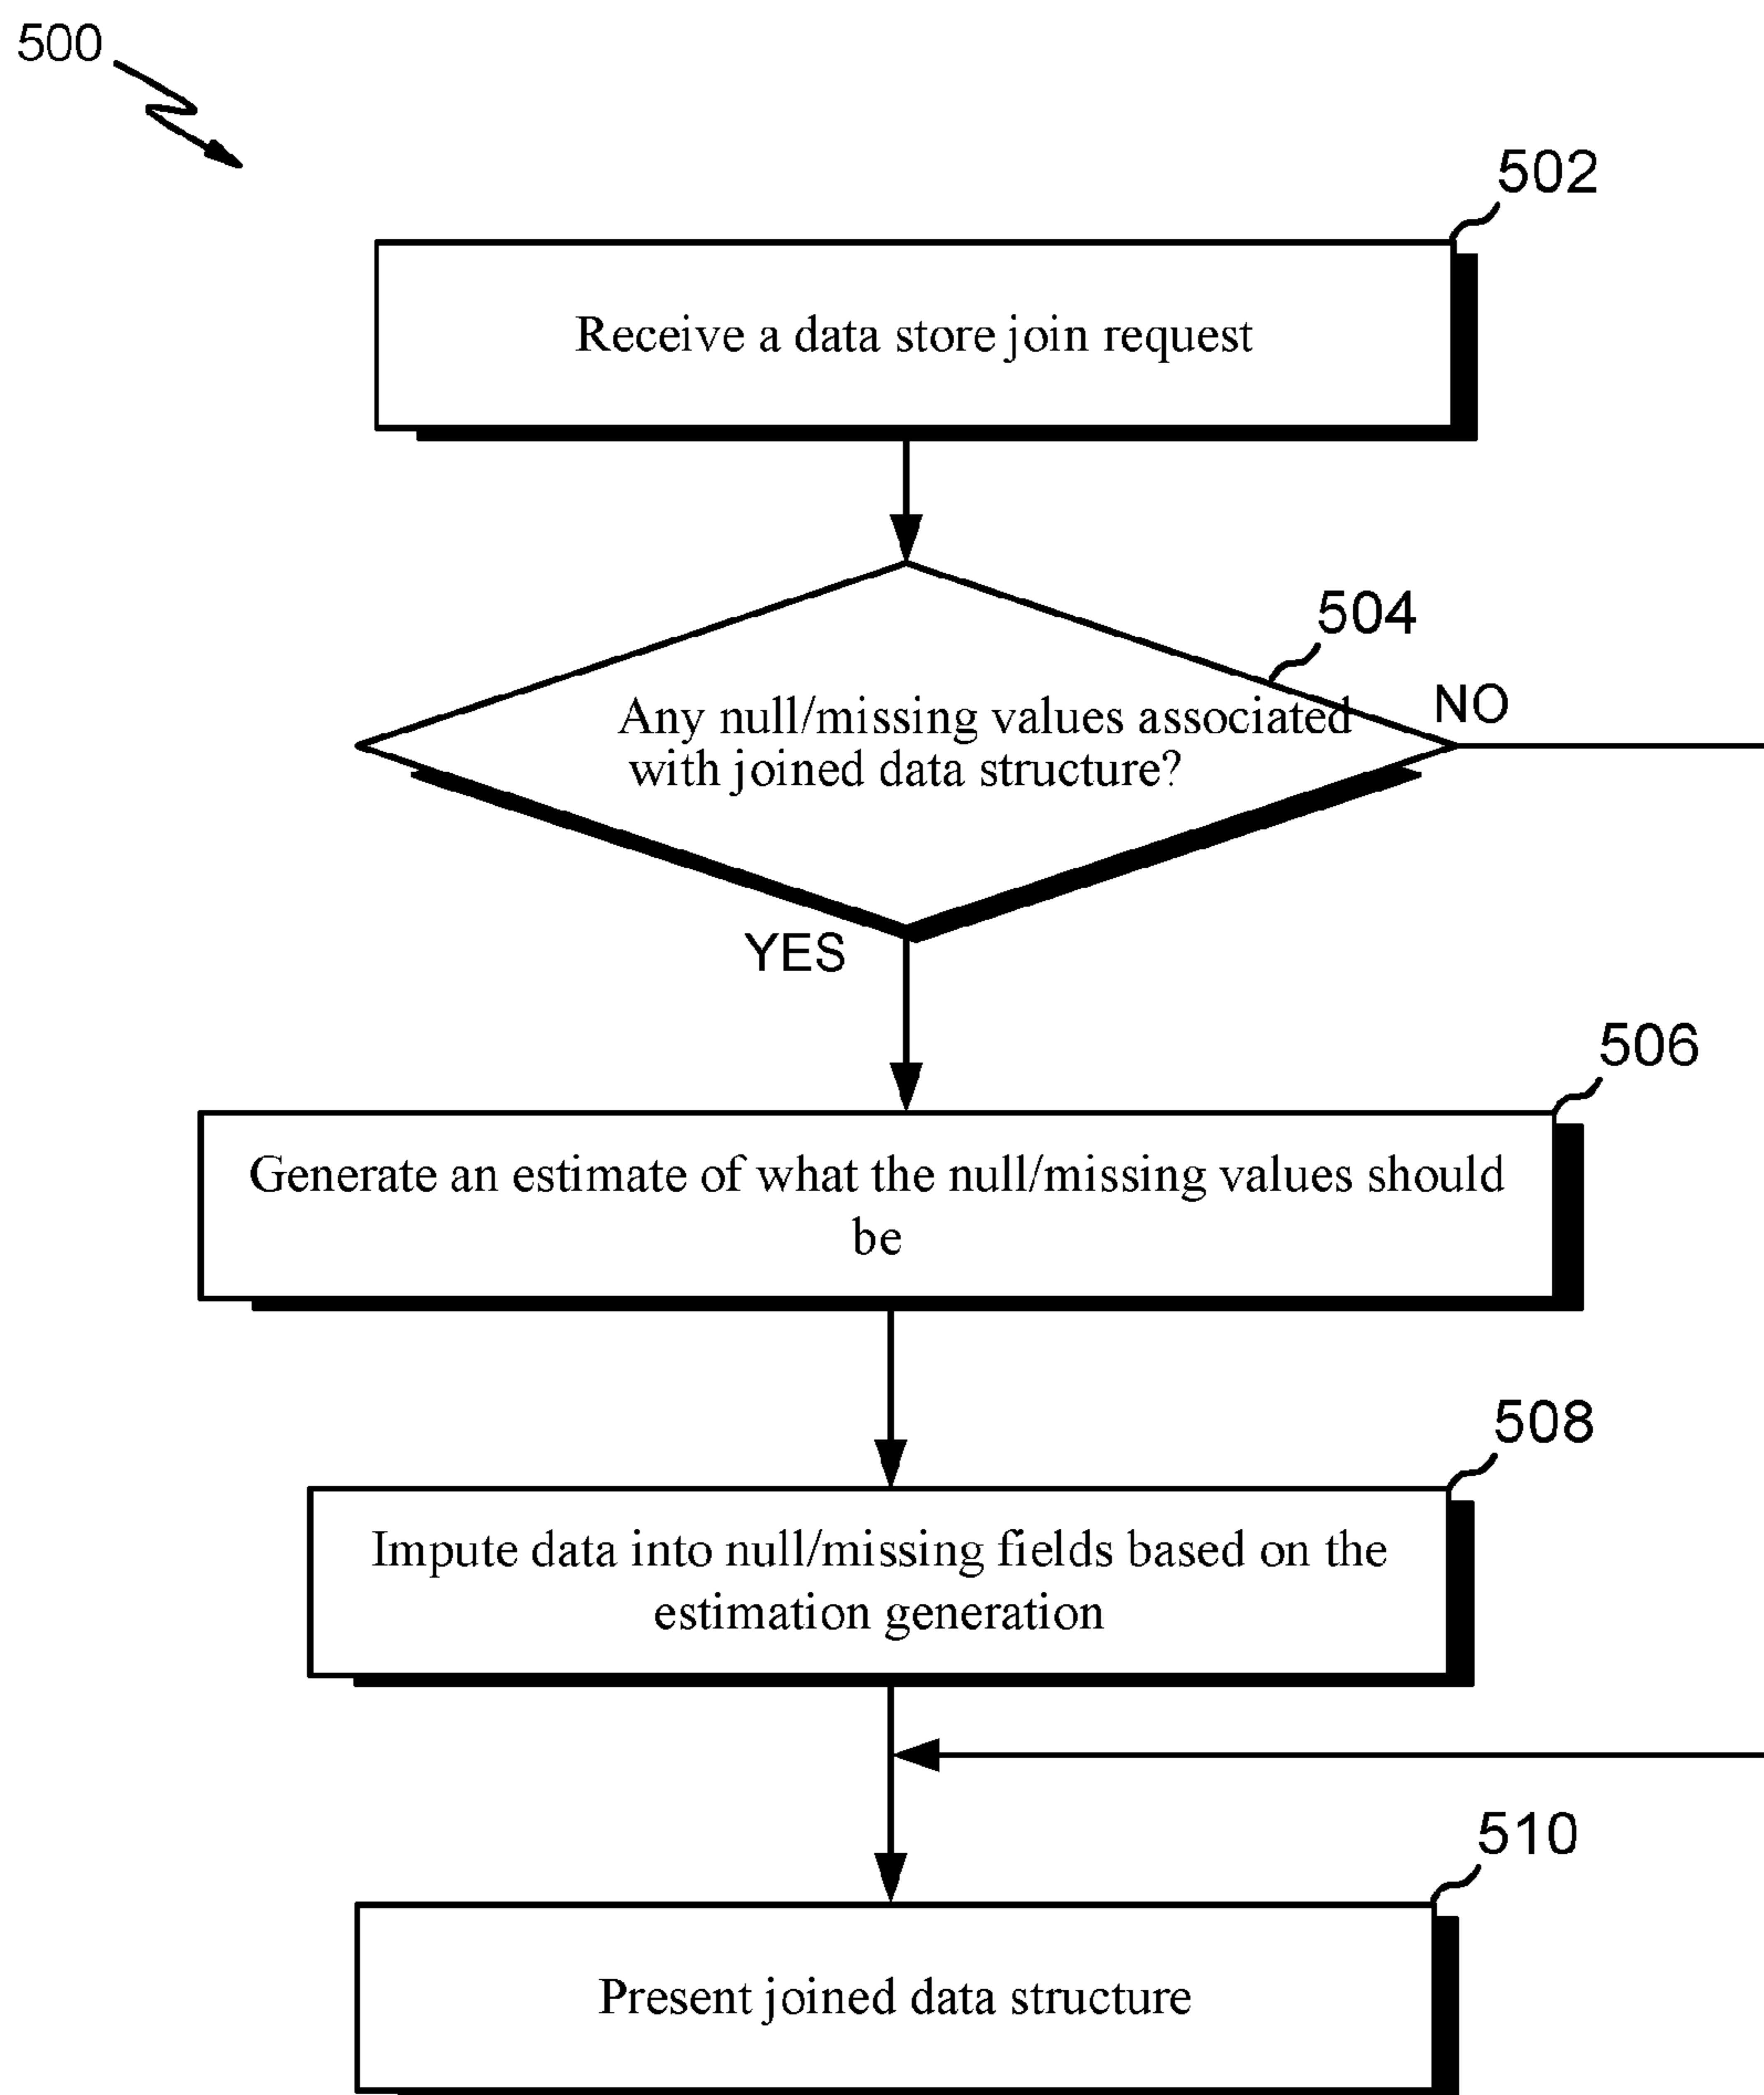 500
502
Receive a data store join request
504
Any null/missing values associated
with joined data structure?
NO
YES
506
Generate an estimate of what the null/missing values should
be
508
Impute data into null/missing fields based on the
estimation generation
510
Present joined data structure